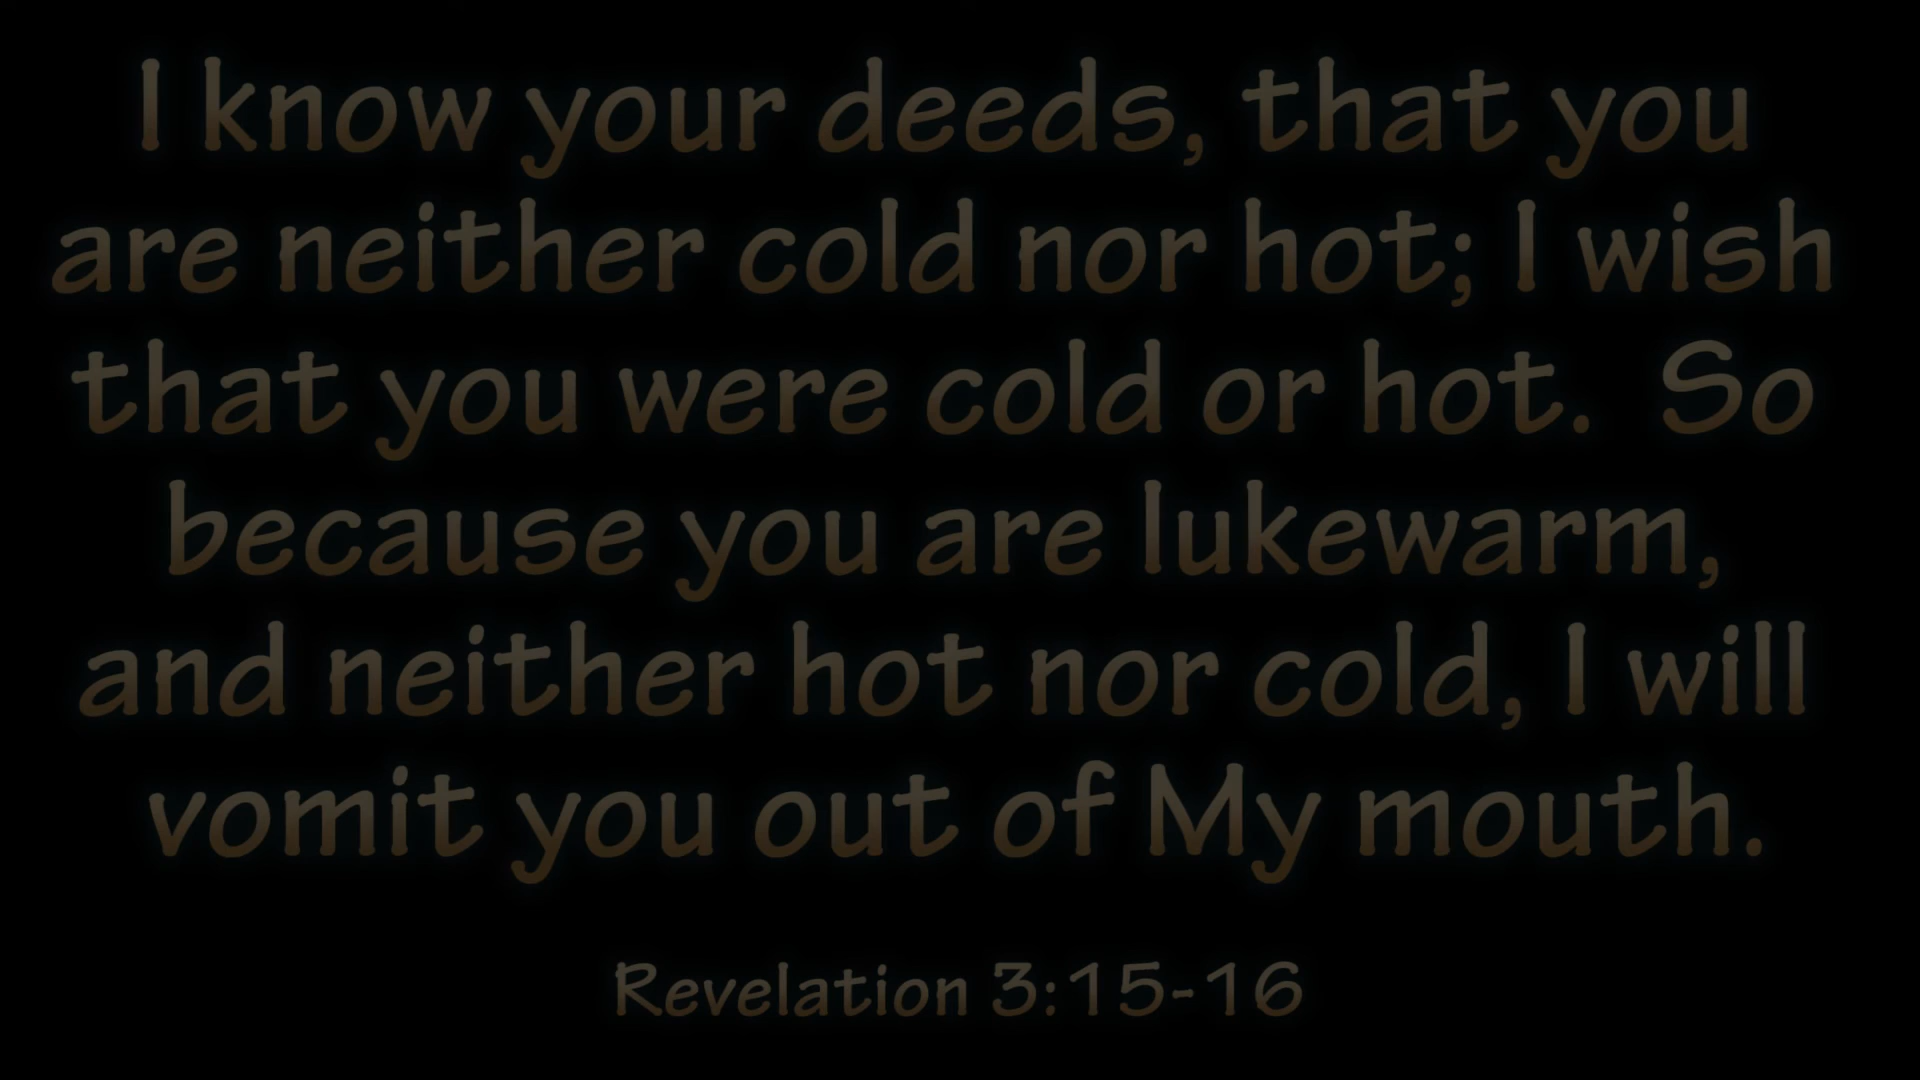 I know your deeds, that you
are neither cold nor hot; I wish
that you were cold or hot.  So
because you are lukewarm,
and neither hot nor cold, I will
vomit you out of My mouth.
Revelation 3:15-16